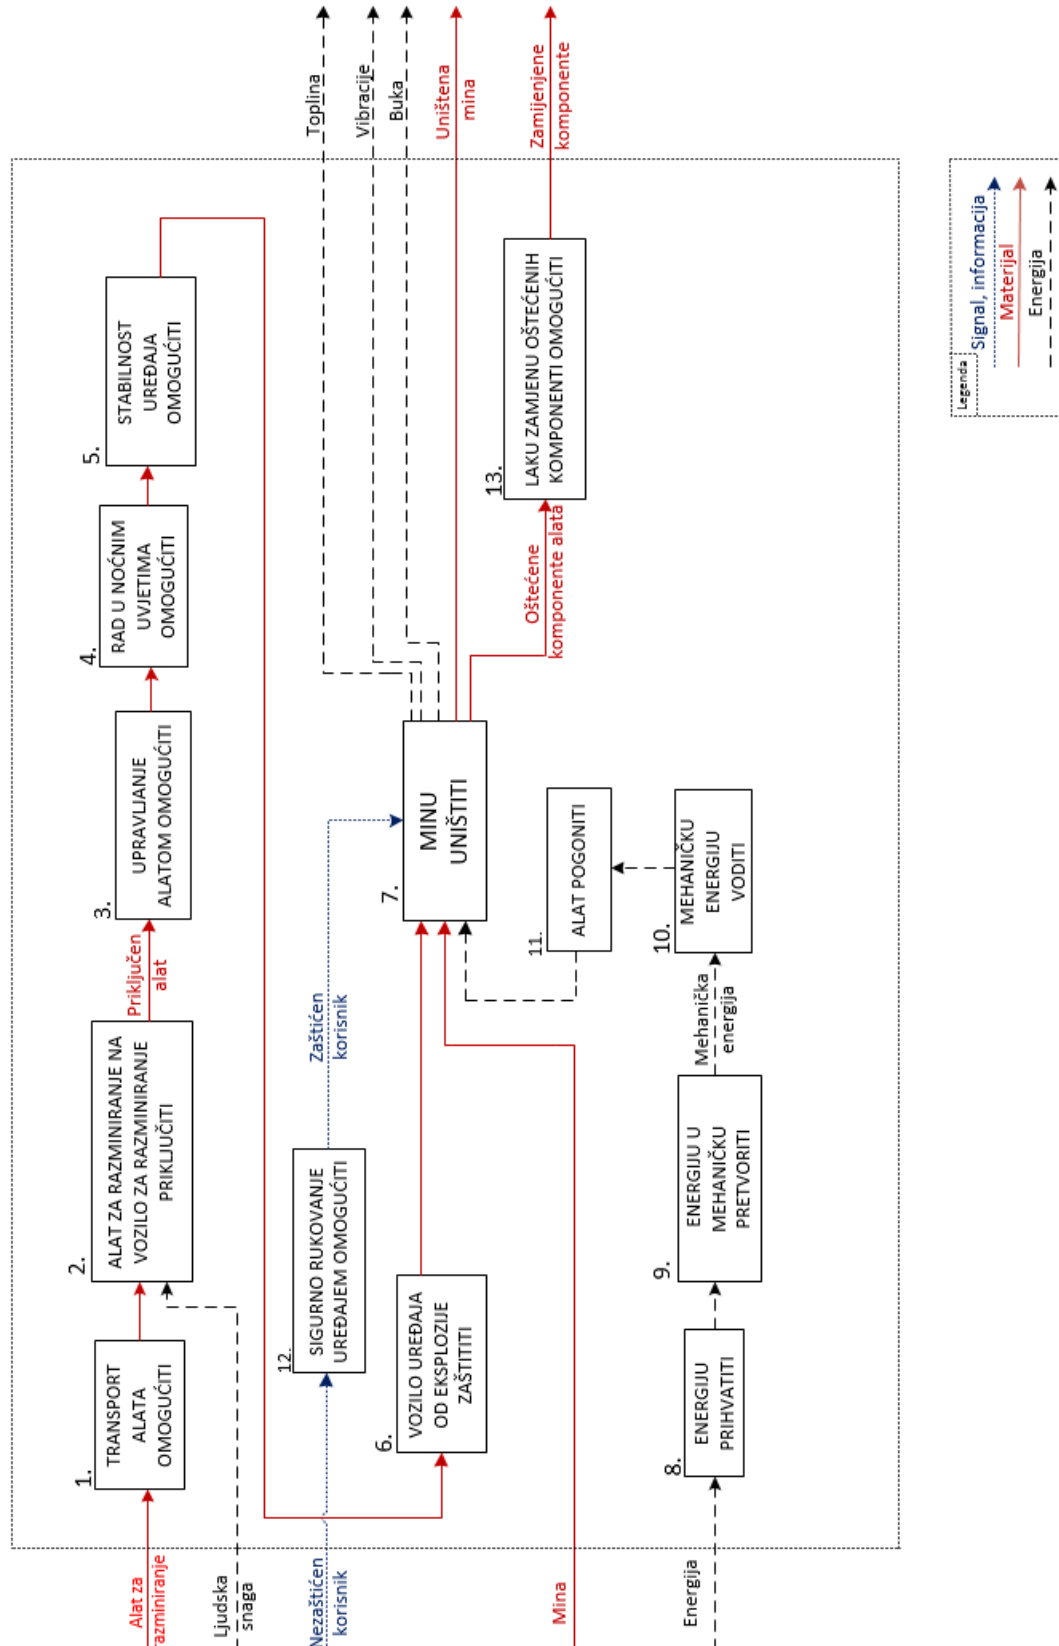 Alat za
razminiranje
1.
TRANSPORT
ALATA
OMOGUĆITI
Ljudska
snaga
2.
ALAT ZA RAZMINIRANJE NA
VOZILO ZA RAZMINIRANJE
PRIKLJUČITI
Priključen
alat
3.
UPRAVLJANJE
ALATOM OMOGUĆITI
4.
RAD U NOĆNIM
UVJETIMA
OMOGUĆITI
5.
STABILNOST
UREĐAJA
OMOGUĆITI
Nezaštićen
korisnik
12.
SIGURNO RUKOVANJE
UREĐAJEM OMOGUĆITI
Zaštićen
korisnik
6.
VOZILO UREĐAJA
OD EKSPLOZIJE
ZAŠTITITI
7.
MINU
UNIŠTITI
Toplina
Vibracije
Buka
Uništena
mina
Mina
Oštećene
komponente alata
13.
LAKU ZAMJENU OŠTEĆENIH
KOMPONENTI OMOGUĆITI
Zamijenjene
komponente
11.
ALAT POGONITI
Energija
8.
ENERGIJU
PRIHVATITI
9.
ENERGIJU U
MEHANIČKU
PRETVORITI
Mehanička
energija
10.
MEHANIČKU
ENERGIJU
VODITI
Legenda
Signal, informacija
Materijal
Energija